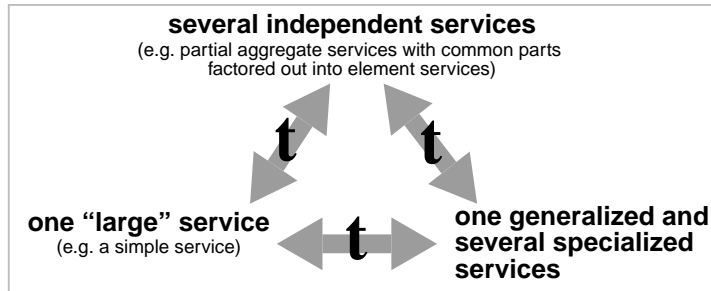 several independent services
(e.g. partial aggregate services with common parts
factored out into element services)
t
t
one “large” service
(e.g. a simple service)
t
one generalized and
several specialized
services